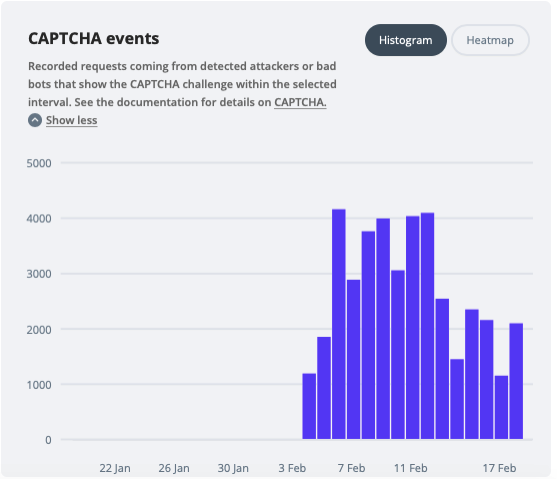 CAPTCHA events
Histogram
Heatmap
Recorded requests coming from detected attackers or bad
bots that show the CAPTCHA challenge within the selected
interval. See the documentation for details on CAPTCHA.
Show less
5000
4000
3000
2000
1000
0
22 Jan 26 Jan 30 Jan 3 Feb 7 Feb 11 Feb 17 Feb